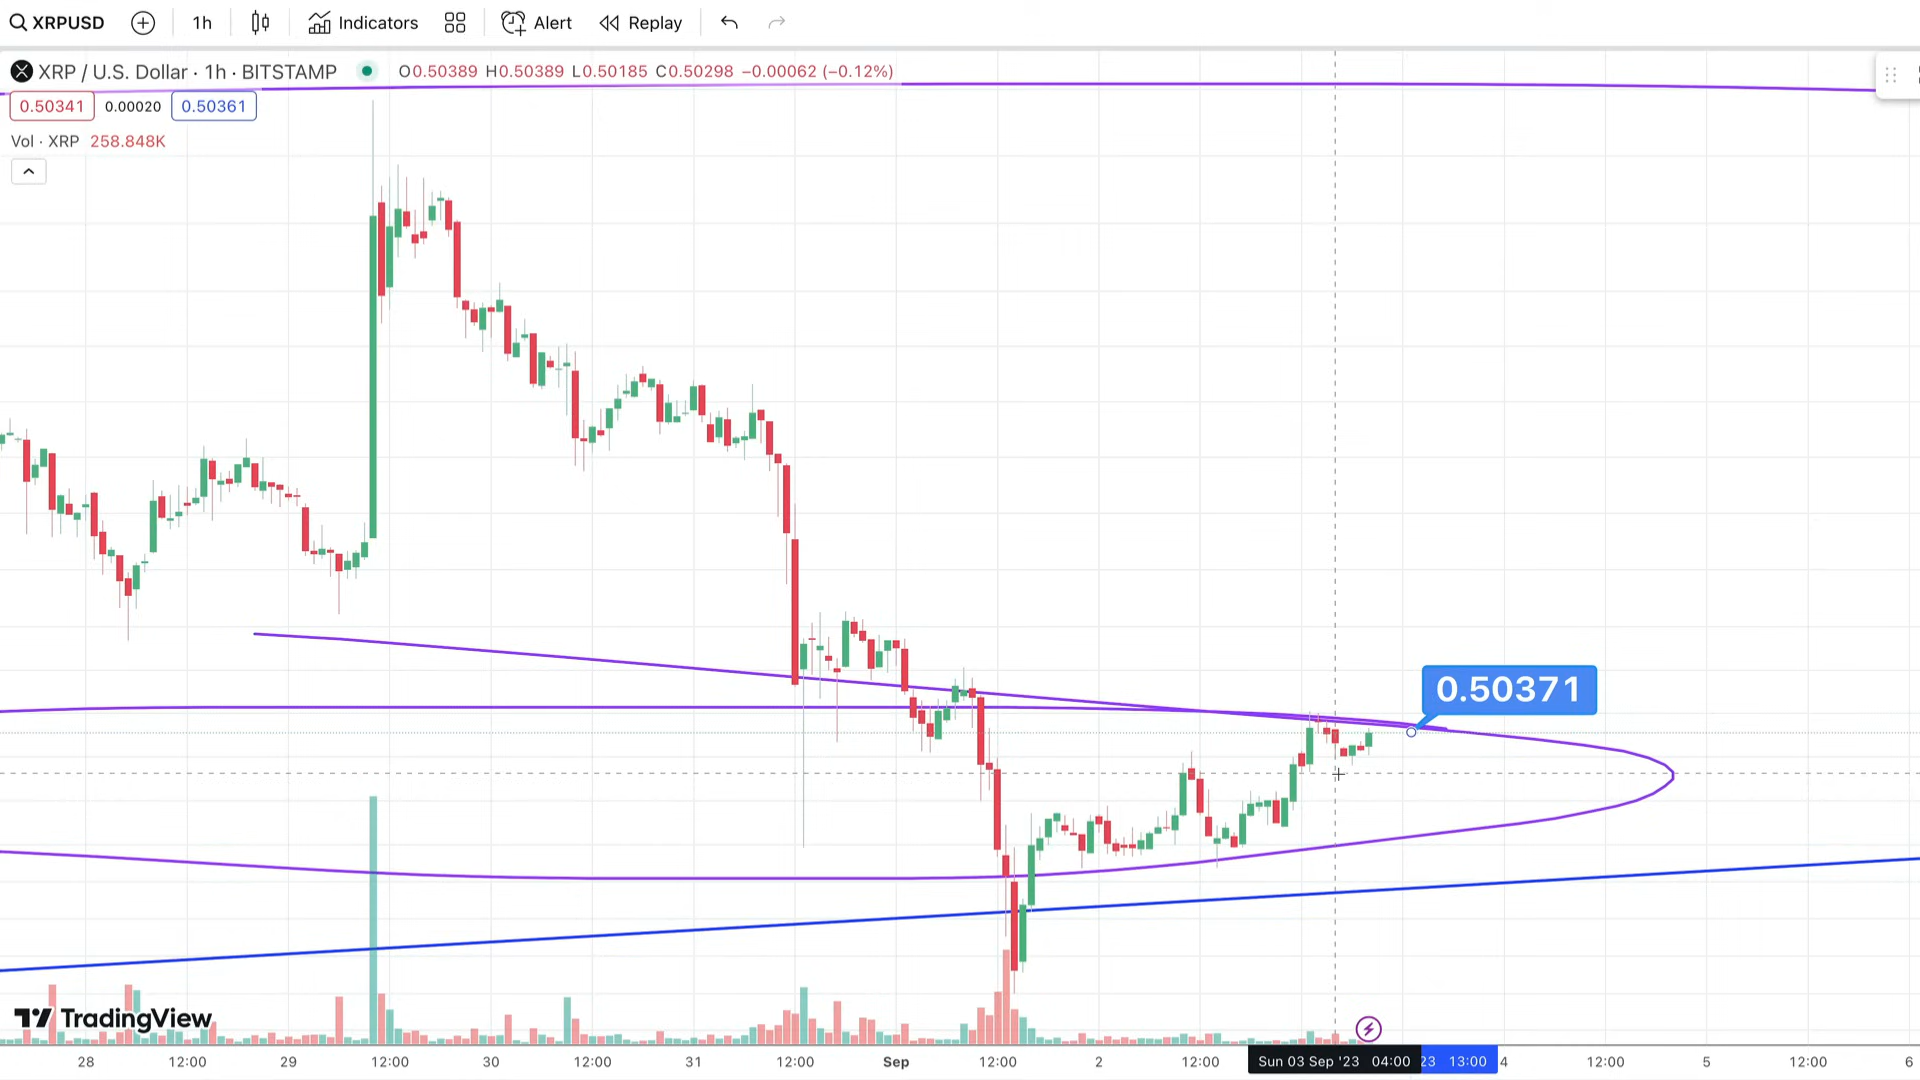 XRPUSD 1h Indicators Alert Replay
XRP / U.S. Dollar · 1h · BITSTAMP O0.50389 H0.50389 L0.50185 C0.50298 −0.00062 (−0.12%)
0.50341 0.00020 0.50361
Vol · XRP 258.848K
0.50371
TradingView
28 12:00 29 12:00 30 12:00 31 12:00 Sep 12:00 2 12:00 Sun 03 Sep '23 04:00 23 13:00 4 12:00 5 12:00 6